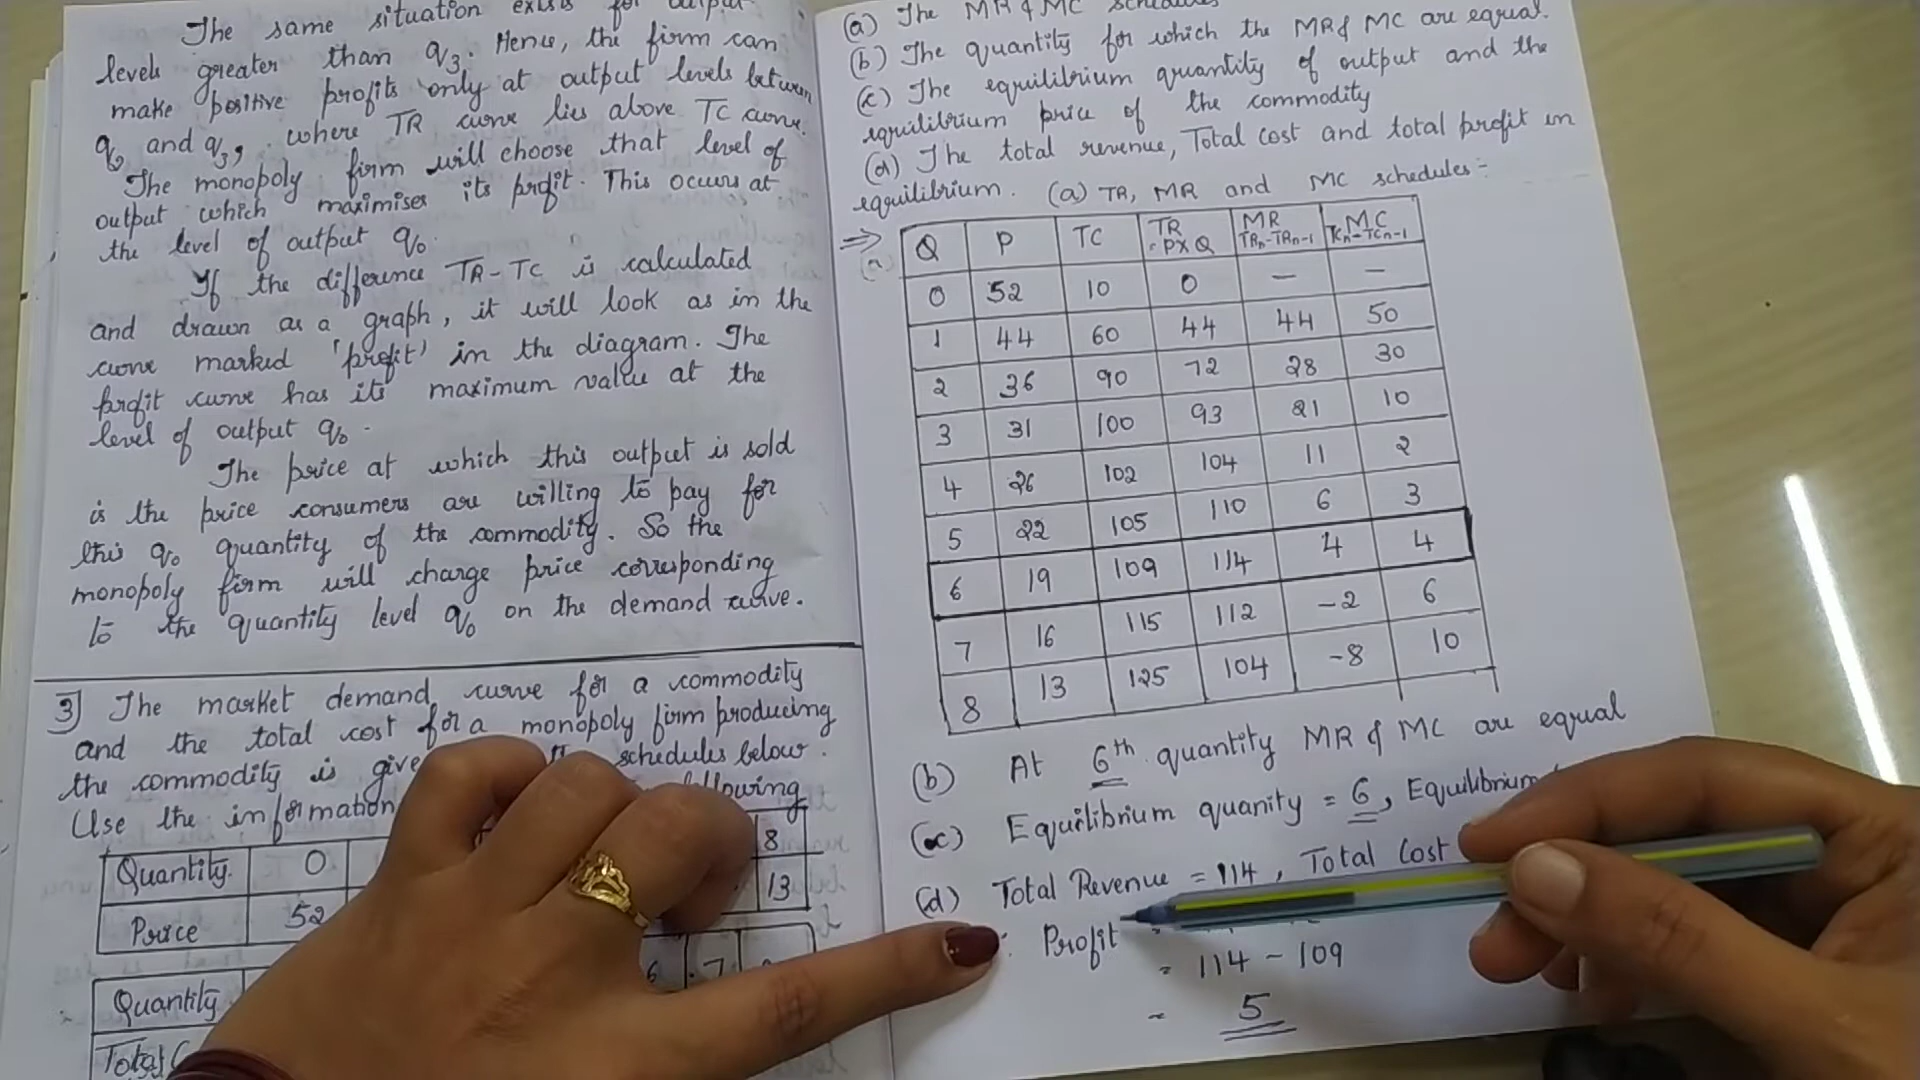 The same situation exists for output
levels greater than q3. Hence, the firm can
make positive profits only at output levels between
q2 and q3, where TR curve lies above TC curve.
The monopoly firm will choose that level of
output which maximises its profit. This occurs at
the level of output q0.
If the difference TR-TC is calculated
and drawn as a graph, it will look as in the
curve marked 'profit' in the diagram. The
profit curve has its maximum value at the
level of output q0.
The price at which this output is sold
is the price consumers are willing to pay for
this q0 quantity of the commodity. So the
monopoly firm will charge price corresponding
to the quantity level q0 on the demand curve.
3] The market demand curve for a commodity
and the total cost for a monopoly firm producing
the commodity is schedules below.
Use the information
Quantity 0 8
Price 52 13
Quantity 6 7
Total
(a) The MR & MC schedules
(b) The quantity for which the MR & MC are equal.
(c) The equilibrium quantity of output and the
equilibrium price of the commodity
(d) The total revenue, Total cost and total profit in
equilibrium. (a) TR, MR and MC schedules:-
Q P TC TR = P×Q MR TRn-TRn-1 MC TCn-TCn-1
0 52 10 0 — —
1 44 60 44 44 50
2 36 90 72 28 30
3 31 100 93 21 10
4 26 102 104 11 2
5 22 105 110 6 3
6 19 109 114 4 4
7 16 115 112 -2 6
8 13 125 104 -8 10
(b) At 6th quantity MR & MC are equal
(c) Equilibrium quanity = 6, Equilibrium
(d) Total Revenue = 114, Total Cost
Profit =
= 114 - 109
= 5